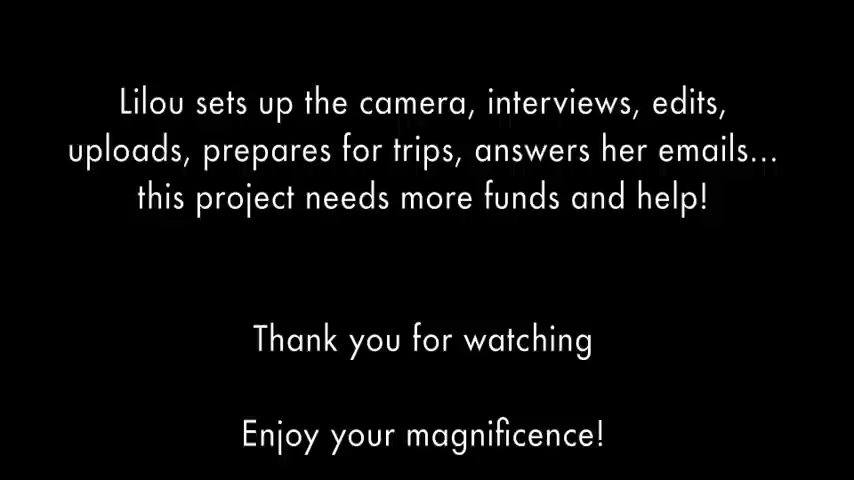 Lilou sets up the camera, interviews, edits,
uploads, prepares for trips, answers her emails...
this project needs more funds and help!
Thank you for watching
Enjoy your magnificence!